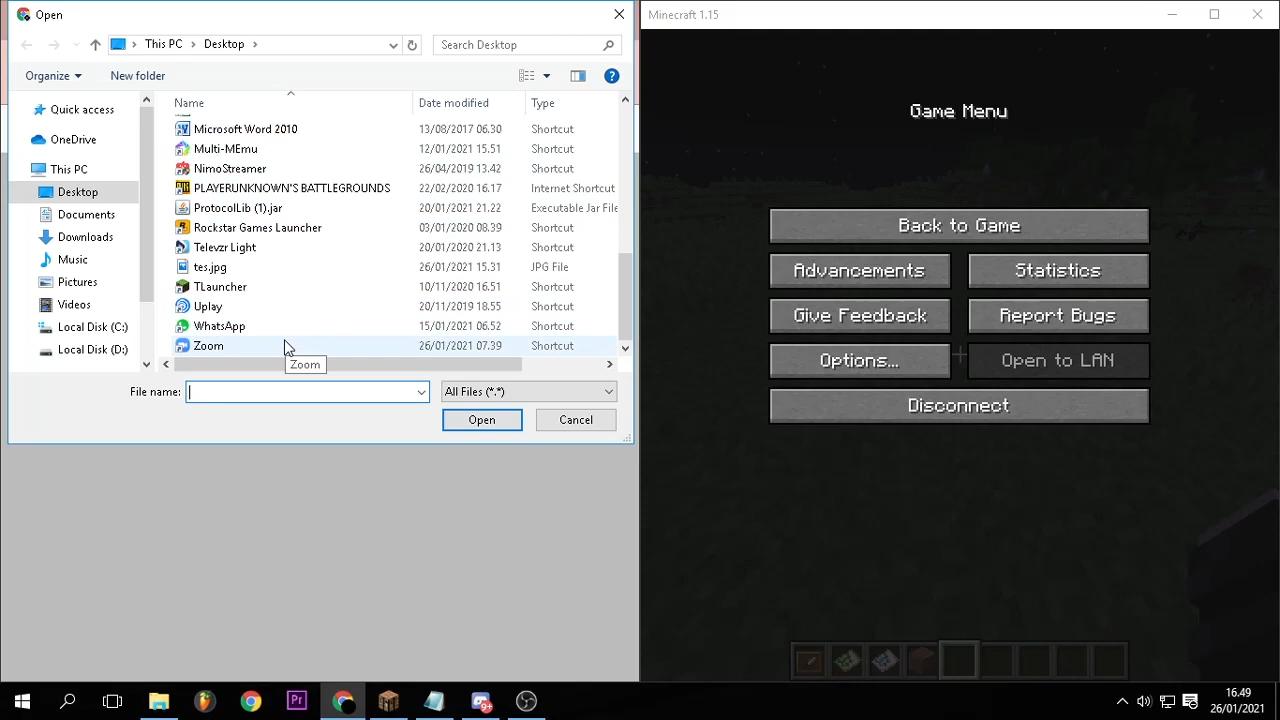 Open
This PC
Desktop
Search Desktop
Organize
New folder
?
Name
Date modified
Type
Quick access
OneDrive
This PC
Desktop
Documents
Downloads
Music
Pictures
Videos
Local Disk (C:)
Local Disk (D:)
Microsoft Word 2010 13/08/2017 06.30 Shortcut
Multi-MEmu 12/01/2021 15.51 Shortcut
NimoStreamer 26/04/2019 13.42 Shortcut
PLAYERUNKNOWN'S BATTLEGROUNDS 22/02/2020 16.17 Internet Shortcut
ProtocolLib (1).jar 20/01/2021 21.22 Executable Jar File
Rockstar Games Launcher 03/01/2020 08.39 Shortcut
Televzr Light 20/01/2020 21.13 Shortcut
tes.jpg 26/01/2021 15.31 JPG File
TLauncher 10/11/2020 16.51 Shortcut
Uplay 20/11/2019 18.55 Shortcut
WhatsApp 15/01/2021 06.52 Shortcut
Zoom 26/01/2021 07.39 Shortcut
Zoom
File name:
All Files (*.*)
Open
Cancel
Minecraft 1.15
Game Menu
Back to Game
Advancements
Statistics
Give Feedback
Report Bugs
Options...
Open to LAN
Disconnect
Pr
16.49
26/01/2021